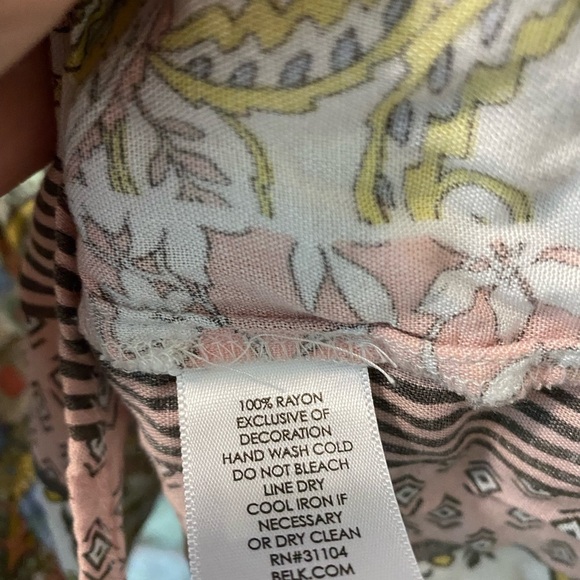 100% RAYON
EXCLUSIVE OF
DECORATION
HAND WASH COLD
DO NOT BLEACH
LINE DRY
COOL IRON IF
NECESSARY
OR DRY CLEAN
RN#31104
BELK.COM